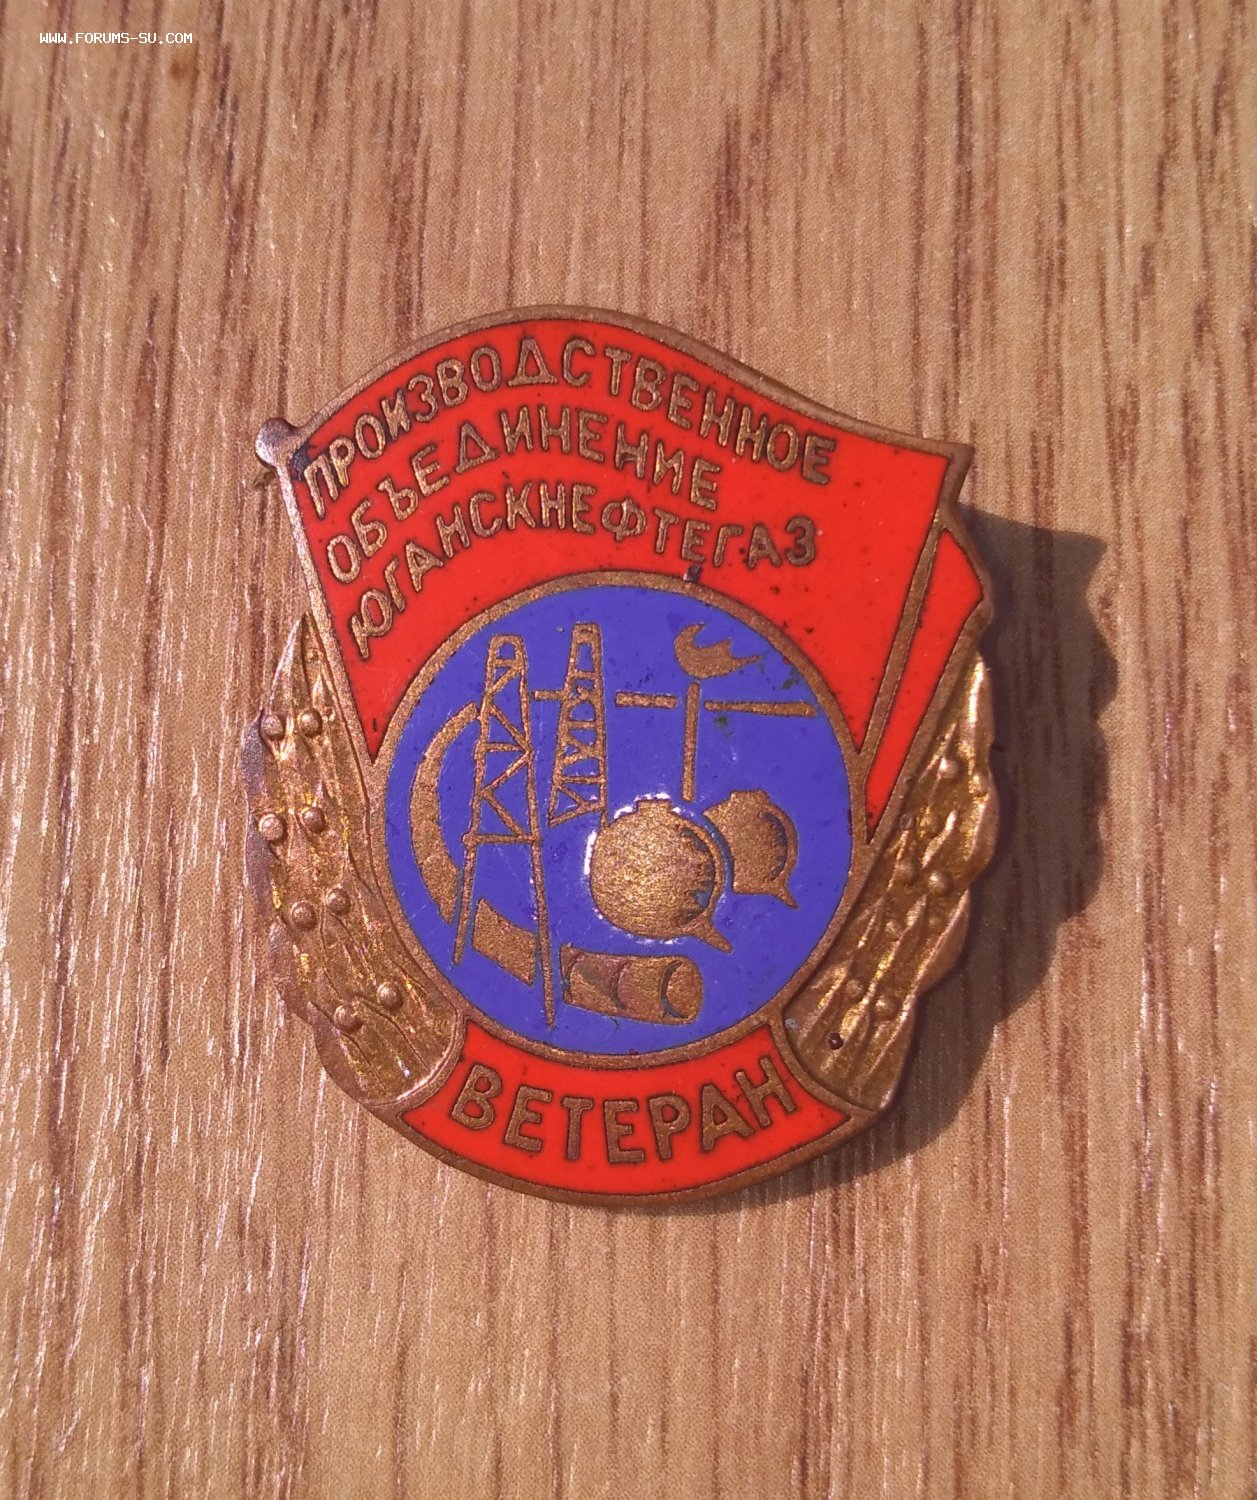 WWW.FORUMS-SU.COM
ПРОИЗВОДСТВЕННОЕ
ОБЪЕДИНЕНИЕ
ЮГАНСКНЕФТЕГАЗ
ВЕТЕРАН